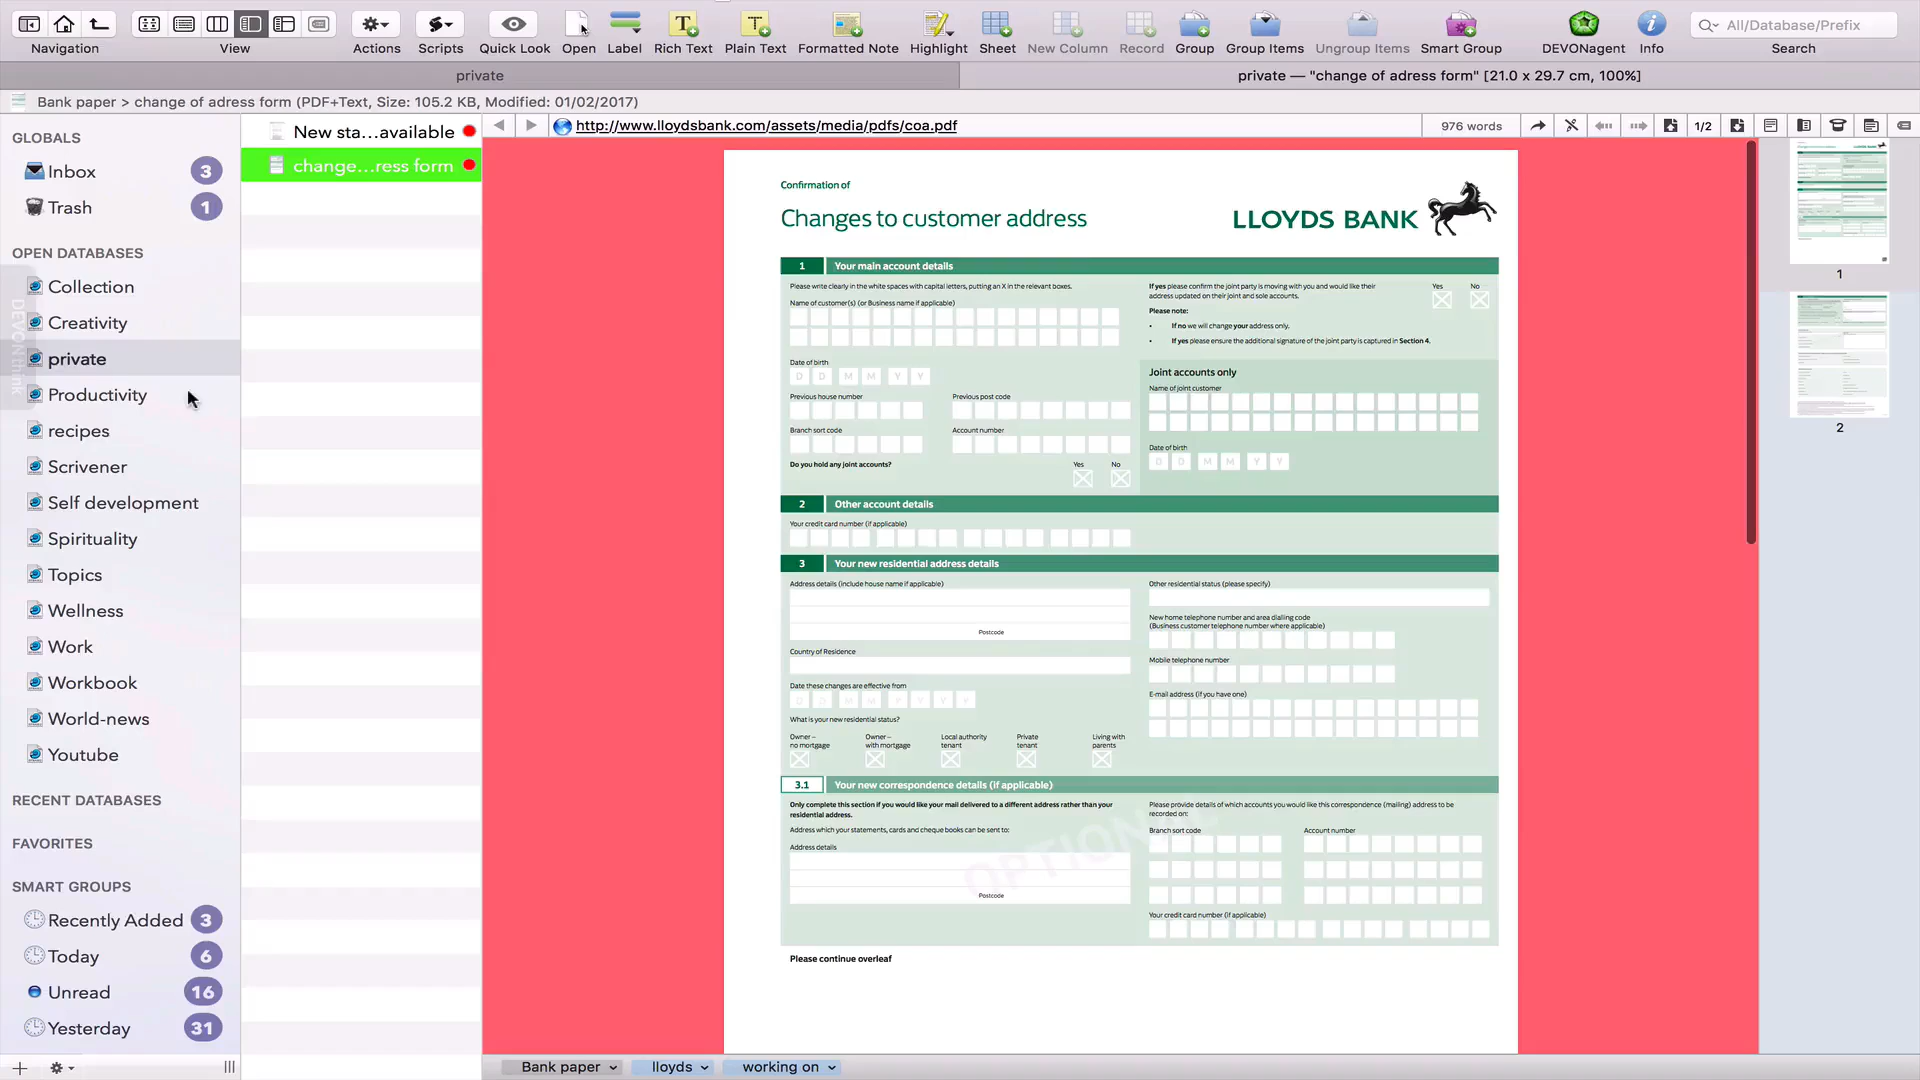 Navigation
View
Actions
Scripts
Quick Look
Open
Label
Rich Text
Plain Text
Formatted Note
Highlight
Sheet
New Column
Record
Group
Group Items
Ungroup Items
Smart Group
DEVONagent
Info
All/Database/Prefix
Search
private
private — "change of adress form" [21.0 x 29.7 cm, 100%]
Bank paper > change of adress form (PDF+Text, Size: 105.2 KB, Modified: 01/02/2017)
GLOBALS
Inbox 3
Trash 1
OPEN DATABASES
Collection
Creativity
private
Productivity
recipes
Scrivener
Self development
Spirituality
Topics
Wellness
Work
Workbook
World-news
Youtube
RECENT DATABASES
FAVORITES
SMART GROUPS
Recently Added 3
Today 6
Unread 16
Yesterday 31
DEVONthink
New sta...available
change...ress form
http://www.lloydsbank.com/assets/media/pdfs/coa.pdf
976 words
1/2
Confirmation of
Changes to customer address
LLOYDS BANK
1 Your main account details
Please write clearly in the white spaces with capital letters, putting an X in the relevant boxes.
Name of customer(s) (or Business name if applicable)
Date of birth
D D M M Y Y
Previous house number
Previous post code
Branch sort code
Account number
Do you hold any joint accounts?
Yes
No
If yes please confirm the joint party is moving with you and would like their
address updated on their joint and sole accounts.
Yes
No
Please note:
• If no we will change your address only.
• If yes please ensure the additional signature of the joint party is captured in Section 4.
Joint accounts only
Name of joint customer
Date of birth
D D M M Y Y
2 Other account details
Your credit card number (if applicable)
3 Your new residential address details
Address details (include house name if applicable)
Postcode
Country of Residence
Date these changes are effective from
D D M M Y Y Y Y
What is your new residential status?
Owner –
no mortgage
Owner –
with mortgage
Local authority
tenant
Private
tenant
Living with
parents
Other residential status (please specify)
New home telephone number and area dialling code
(Business customer telephone number where applicable)
Mobile telephone number
E-mail address (if you have one)
3.1 Your new correspondence details (if applicable)
Only complete this section if you would like your mail delivered to a different address rather than your
residential address.
Address which your statements, cards and cheque books can be sent to:
Address details
Postcode
OPTIONAL
Please provide details of which accounts you would like this correspondence (mailing) address to be
recorded on:
Branch sort code
Account number
Your credit card number (if applicable)
Please continue overleaf
1
2
Bank paper
lloyds
working on